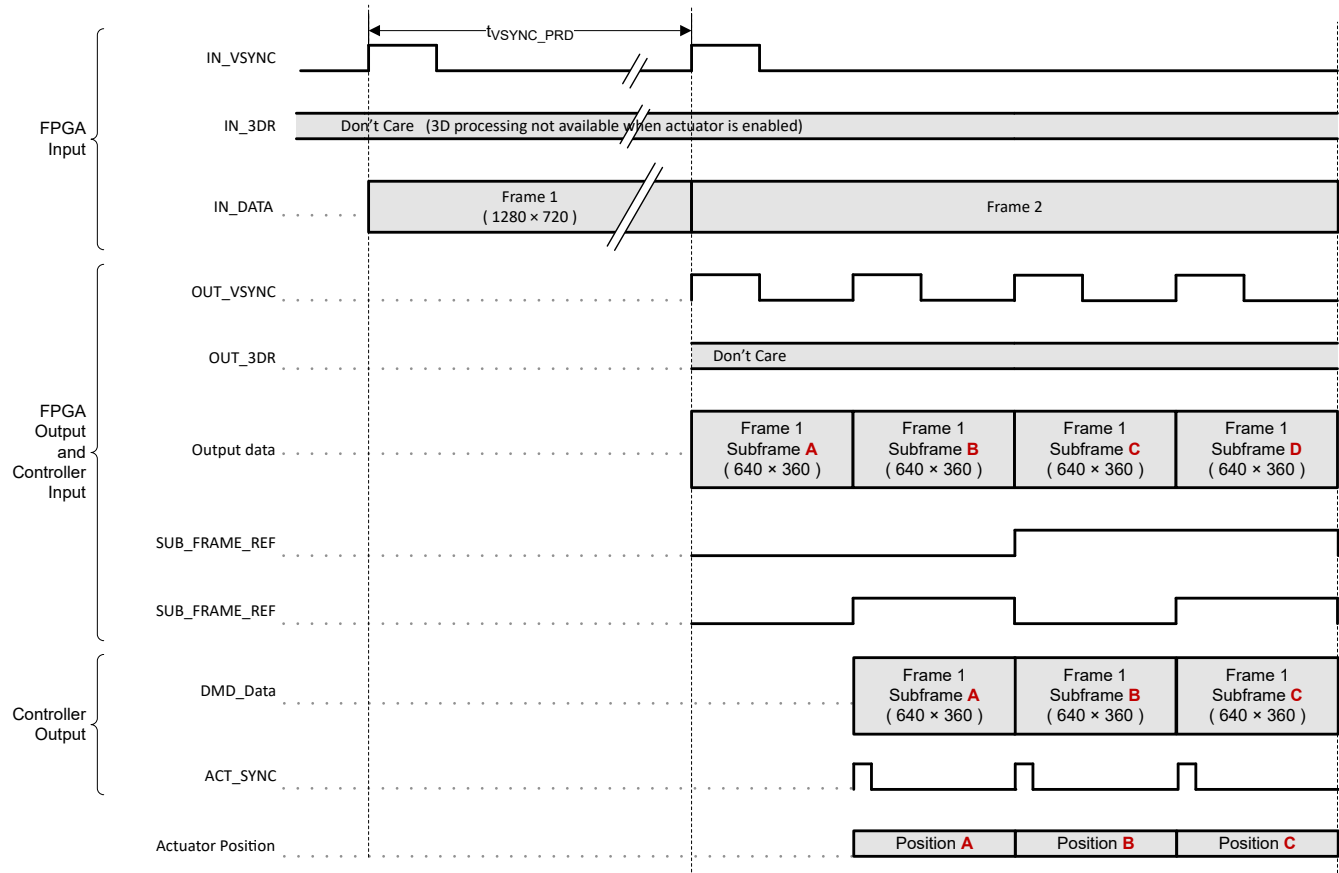 tVSYNC_PRD
IN_VSYNC
FPGA
Input
IN_3DR
Don't Care (3D processing not available when actuator is enabled)
IN_DATA
Frame 1
( 1280 × 720 )
Frame 2
OUT_VSYNC
OUT_3DR
Don't Care
FPGA
Output
and
Controller
Input
Output data
Frame 1
Subframe A
( 640 × 360 )
Frame 1
Subframe B
( 640 × 360 )
Frame 1
Subframe C
( 640 × 360 )
Frame 1
Subframe D
( 640 × 360 )
SUB_FRAME_REF
SUB_FRAME_REF
Controller
Output
DMD_Data
Frame 1
Subframe A
( 640 × 360 )
Frame 1
Subframe B
( 640 × 360 )
Frame 1
Subframe C
( 640 × 360 )
ACT_SYNC
Actuator Position
Position A
Position B
Position C